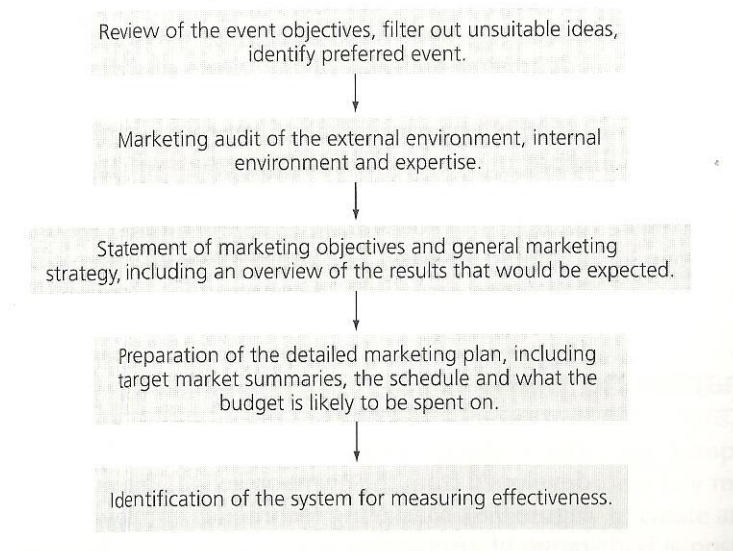 Review of the event objectives, filter out unsuitable ideas,
identify preferred event.
Marketing audit of the external environment, internal
environment and expertise.
Statement of marketing objectives and general marketing
strategy, including an overview of the results that would be expected.
Preparation of the detailed marketing plan, including
target market summaries, the schedule and what the
budget is likely to be spent on.
Identification of the system for measuring effectiveness.